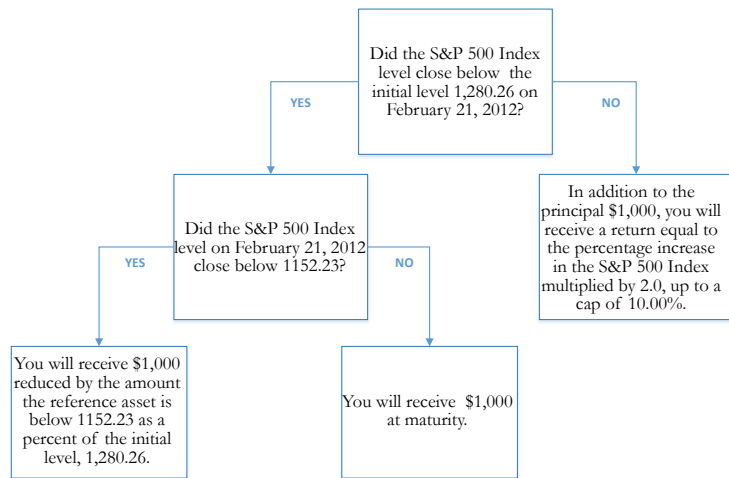 Did the S&P 500 Index
level close below the
initial level 1,280.26 on
February 21, 2012?
YES
NO
Did the S&P 500 Index
level on February 21, 2012
close below 1152.23?
In addition to the
principal $1,000, you will
receive a return equal to
the percentage increase
in the S&P 500 Index
multiplied by 2.0, up to a
cap of 10.00%.
YES
NO
You will receive $1,000
reduced by the amount
the reference asset is
below 1152.23 as a
percent of the initial
level, 1,280.26.
You will receive $1,000
at maturity.